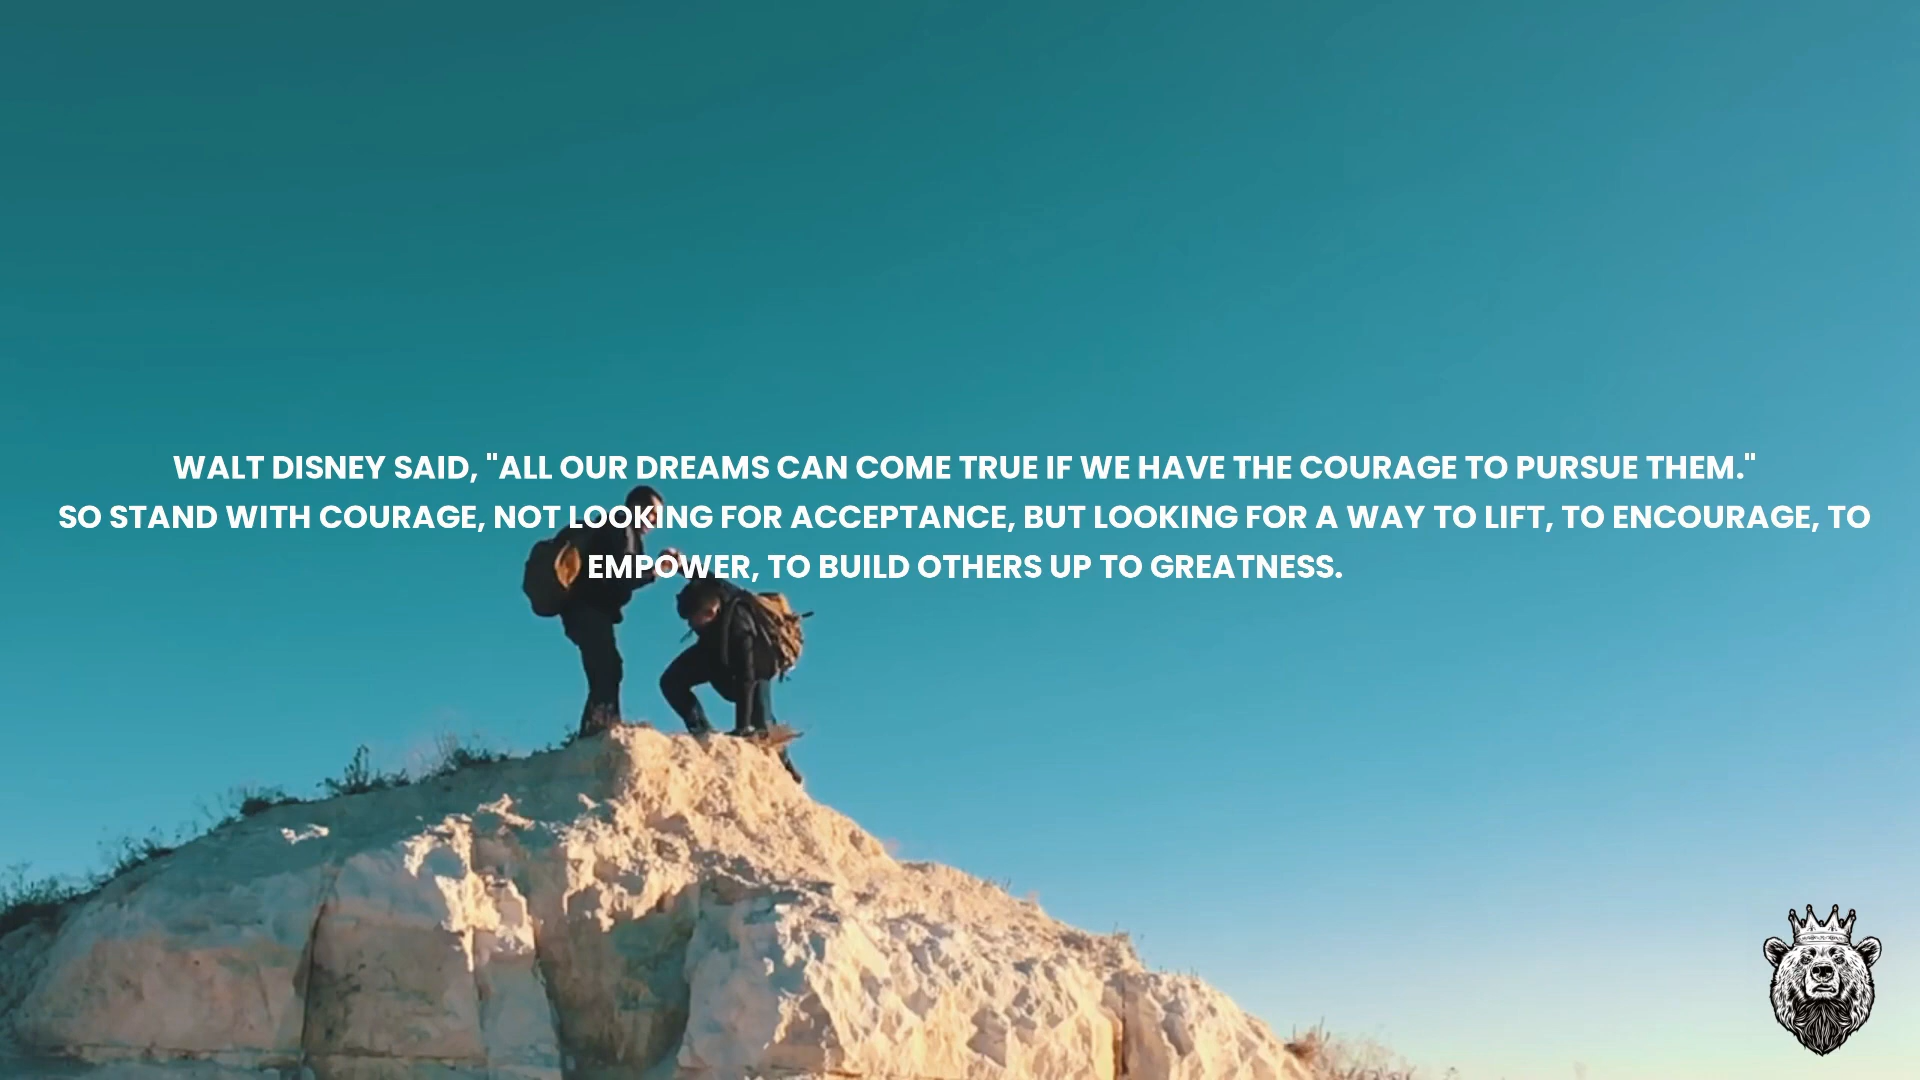 WALT DISNEY SAID, "ALL OUR DREAMS CAN COME TRUE IF WE HAVE THE COURAGE TO PURSUE THEM."
SO STAND WITH COURAGE, NOT LOOKING FOR ACCEPTANCE, BUT LOOKING FOR A WAY TO LIFT, TO ENCOURAGE, TO
EMPOWER, TO BUILD OTHERS UP TO GREATNESS.